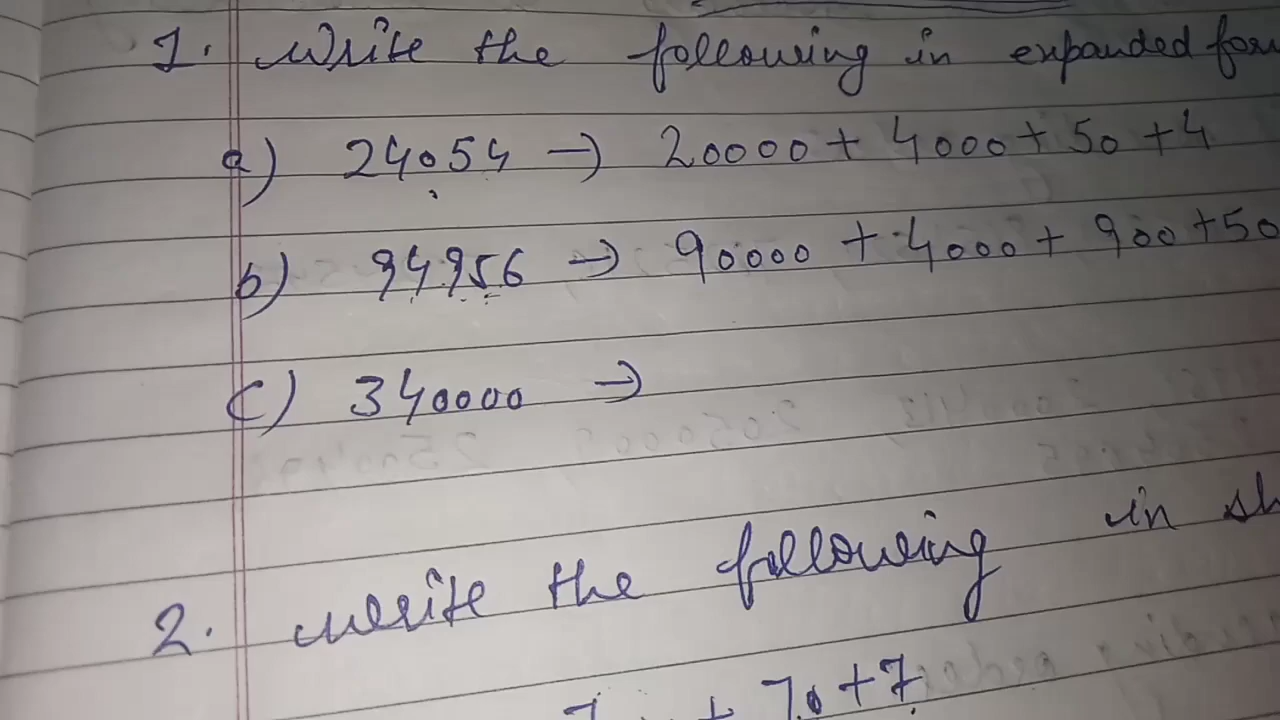 1. Write the following in expanded for
a) 24054 → 20000 + 4000 + 50 + 4
b) 94956 → 90000 + 4000 + 900 + 50
c) 340000 →
2. write the following in sh
+ 70 + 7